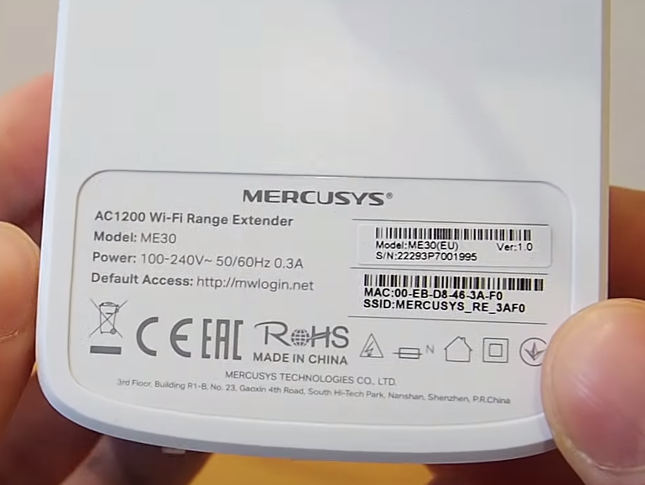 MERCUSYS®
AC1200 Wi-Fi Range Extender
Model: ME30
Power: 100-240V~ 50/60Hz 0.3A
Default Access: http://mwlogin.net
Model:ME30(EU) Ver:1.0
S/N:22293P7001995
MAC:00-EB-D8-46-3A-F0
SSID:MERCUSYS_RE_3AF0
CE EAC RoHS
N
MADE IN CHINA
MERCUSYS TECHNOLOGIES CO., LTD.
3rd Floor, Building R1-B, No. 23, Gaoxin 4th Road, South Hi-Tech Park, Nanshan, Shenzhen, P.R.China